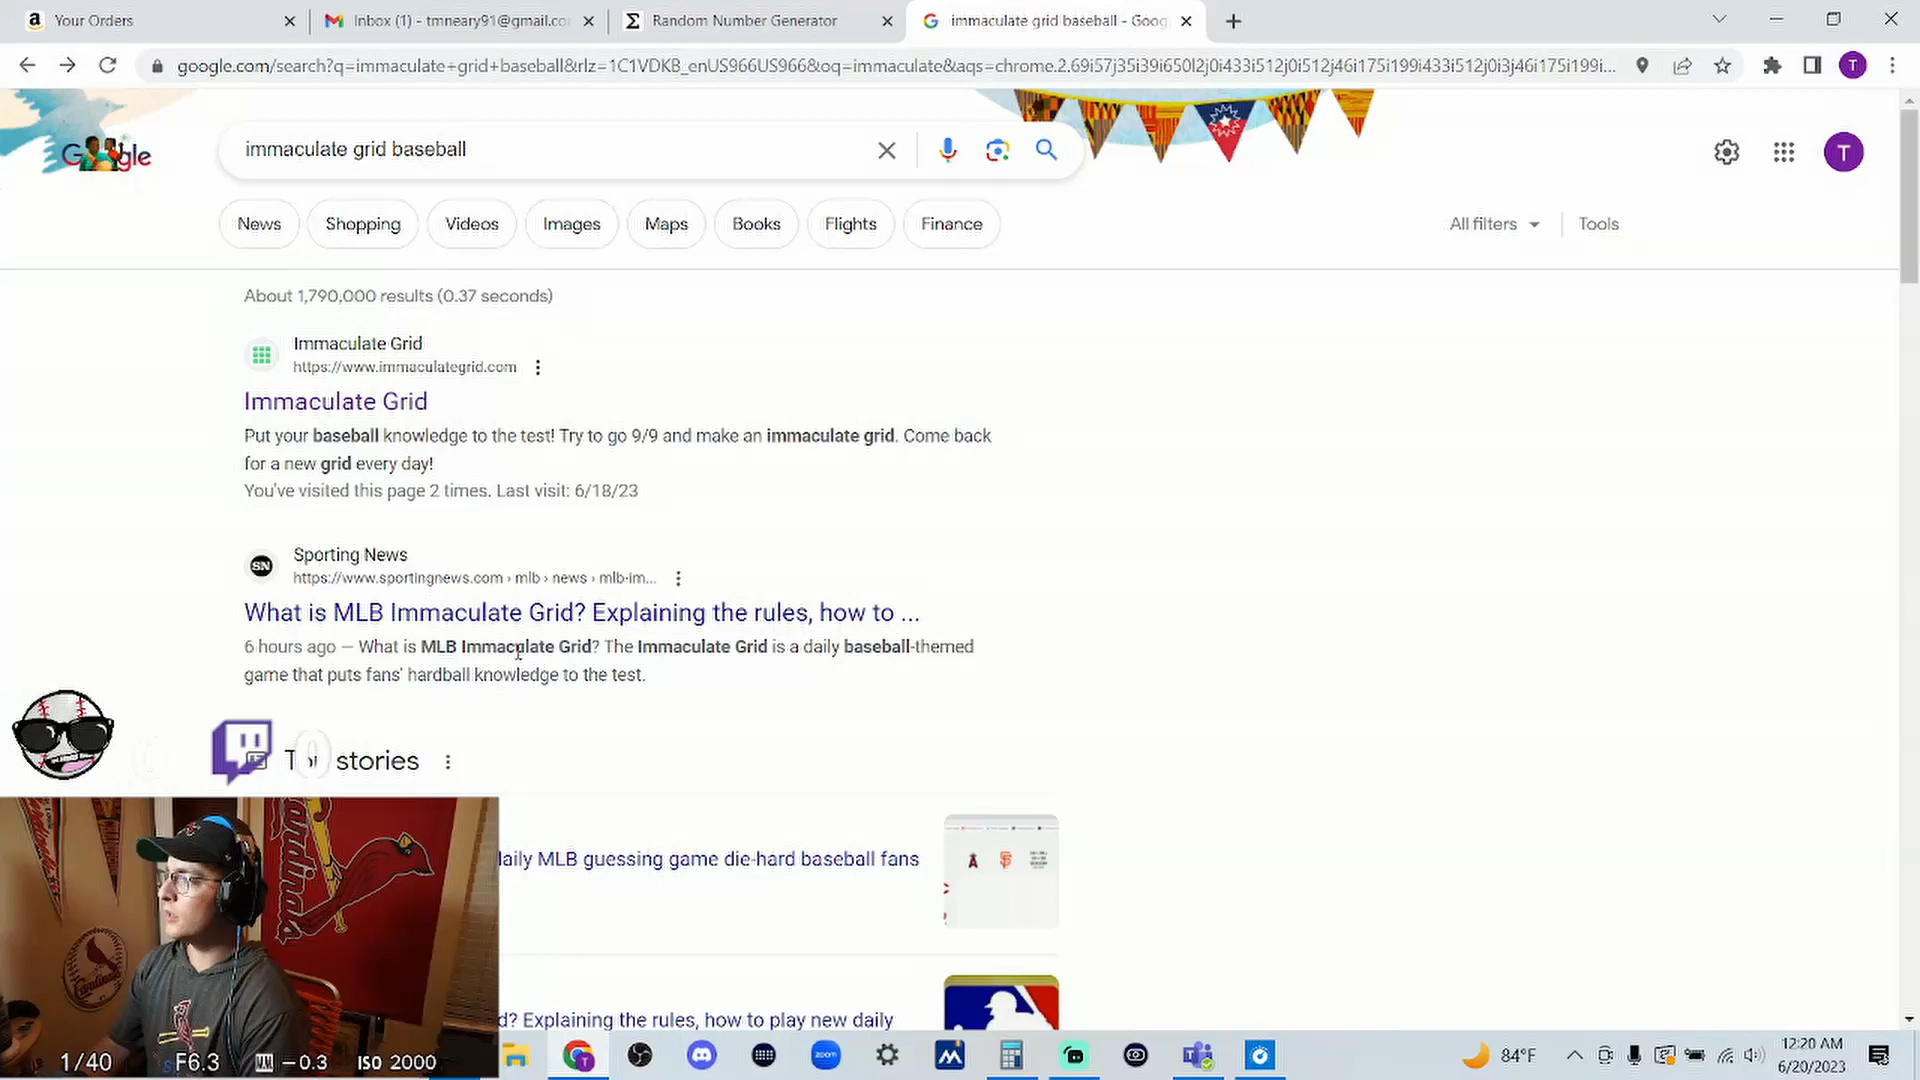 Your Orders
Inbox (1) - tmneary91@gmail.co
Random Number Generator
immaculate grid baseball - Goog
google.com/search?q=immaculate+grid+baseball&rlz=1C1VDKB_enUS966US966&oq=immaculate&aqs=chrome.2.69i57j35i39i650l2j0i433i512j0i512j46i175i199i433i512j0i3j46i175i199i...
T
Google
immaculate grid baseball
T
News
Shopping
Videos
Images
Maps
Books
Flights
Finance
All filters
Tools
About 1,790,000 results (0.37 seconds)
Immaculate Grid
https://www.immaculategrid.com
Immaculate Grid
Put your baseball knowledge to the test! Try to go 9/9 and make an immaculate grid. Come back
for a new grid every day!
You've visited this page 2 times. Last visit: 6/18/23
SN
Sporting News
https://www.sportingnews.com › mlb › news › mlb-im...
What is MLB Immaculate Grid? Explaining the rules, how to ...
6 hours ago — What is MLB Immaculate Grid? The Immaculate Grid is a daily baseball-themed
game that puts fans' hardball knowledge to the test.
0
stories
daily MLB guessing game die-hard baseball fans
d? Explaining the rules, how to play new daily
Cardinals
Cardinals
1/40
F6.3
−0.3
ISO 2000
zoom
84°F
12:20 AM
6/20/2023